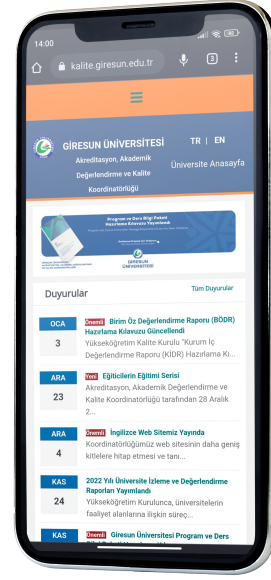 14:00
kalite.giresun.edu.tr
3
GİRESUN ÜNİVERSİTESİ
TR | EN
Akreditasyon, Akademik
Değerlendirme ve Kalite
Koordinatörlüğü
Üniversite Anasayfa
Program ve Ders Bilgi Paketi
Hazırlama Kılavuzu Yayınlandı
GİRESUN
ÜNİVERSİTESİ
Duyurular
Tüm Duyurular
OCA
3
Önemli Birim Öz Değerlendirme Raporu (BÖDR)
Hazırlama Kılavuzu Güncellendi
Yükseköğretim Kalite Kurulu "Kurum İç
Değerlendirme Raporu (KİDR) Hazırlama Kı...
ARA
23
Yeni Eğiticilerin Eğitimi Serisi
Akreditasyon, Akademik Değerlendirme ve
Kalite Koordinatörlüğü tarafından 28 Aralık
2...
ARA
4
Önemli İngilizce Web Sitemiz Yayında
Koordinatörlüğümüz web sitesinin daha geniş
kitlelere hitap etmesi ve tanı...
KAS
24
2022 Yılı Üniversite İzleme ve Değerlendirme
Raporları Yayımlandı
Yükseköğretim Kurulunca, üniversitelerin
faaliyet alanlarına ilişkin süreç...
KAS
Önemli Giresun Üniversitesi Program ve Ders